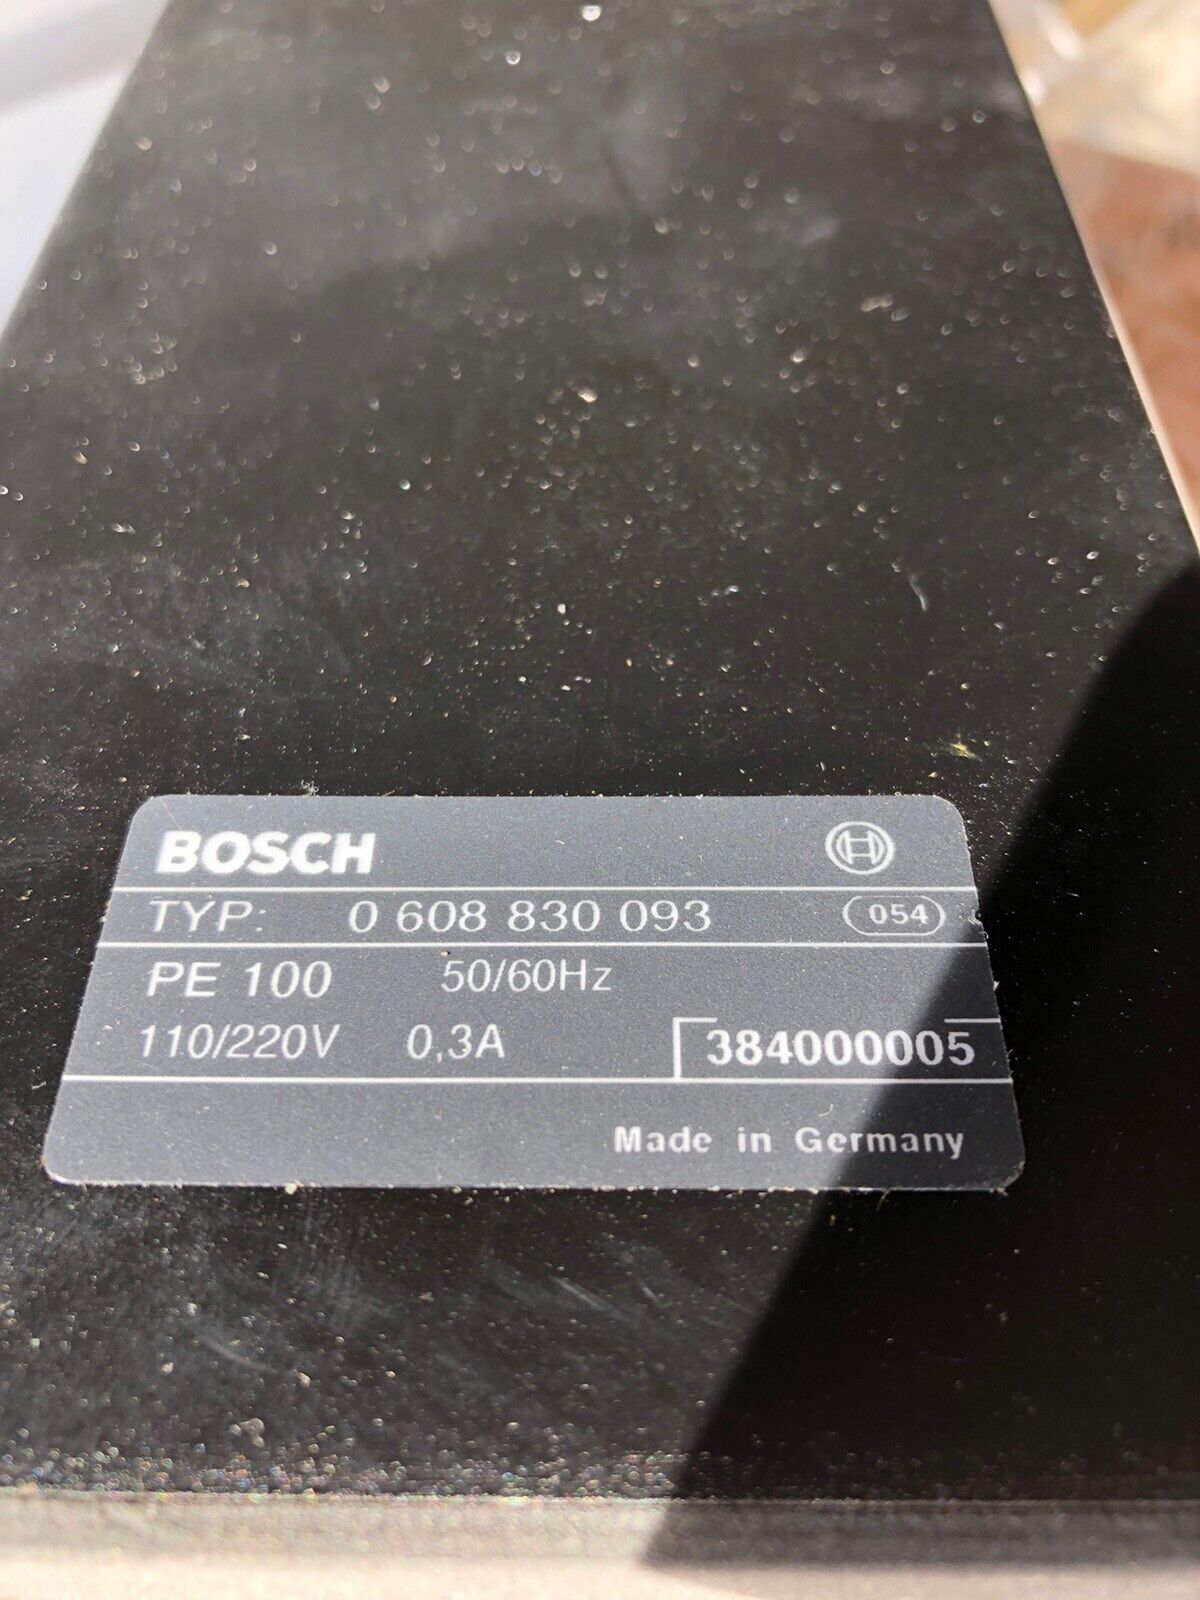 BOSCH
TYP: 0 608 830 093 054
PE 100 50/60Hz
110/220V 0,3A 384000005
Made in Germany